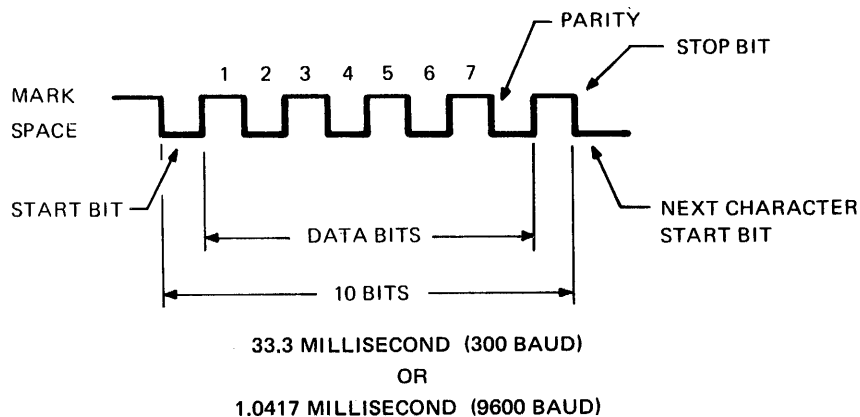 PARITY
STOP BIT
1 2 3 4 5 6 7
MARK
SPACE
START BIT
NEXT CHARACTER
START BIT
DATA BITS
10 BITS
33.3 MILLISECOND (300 BAUD)
OR
1.0417 MILLISECOND (9600 BAUD)